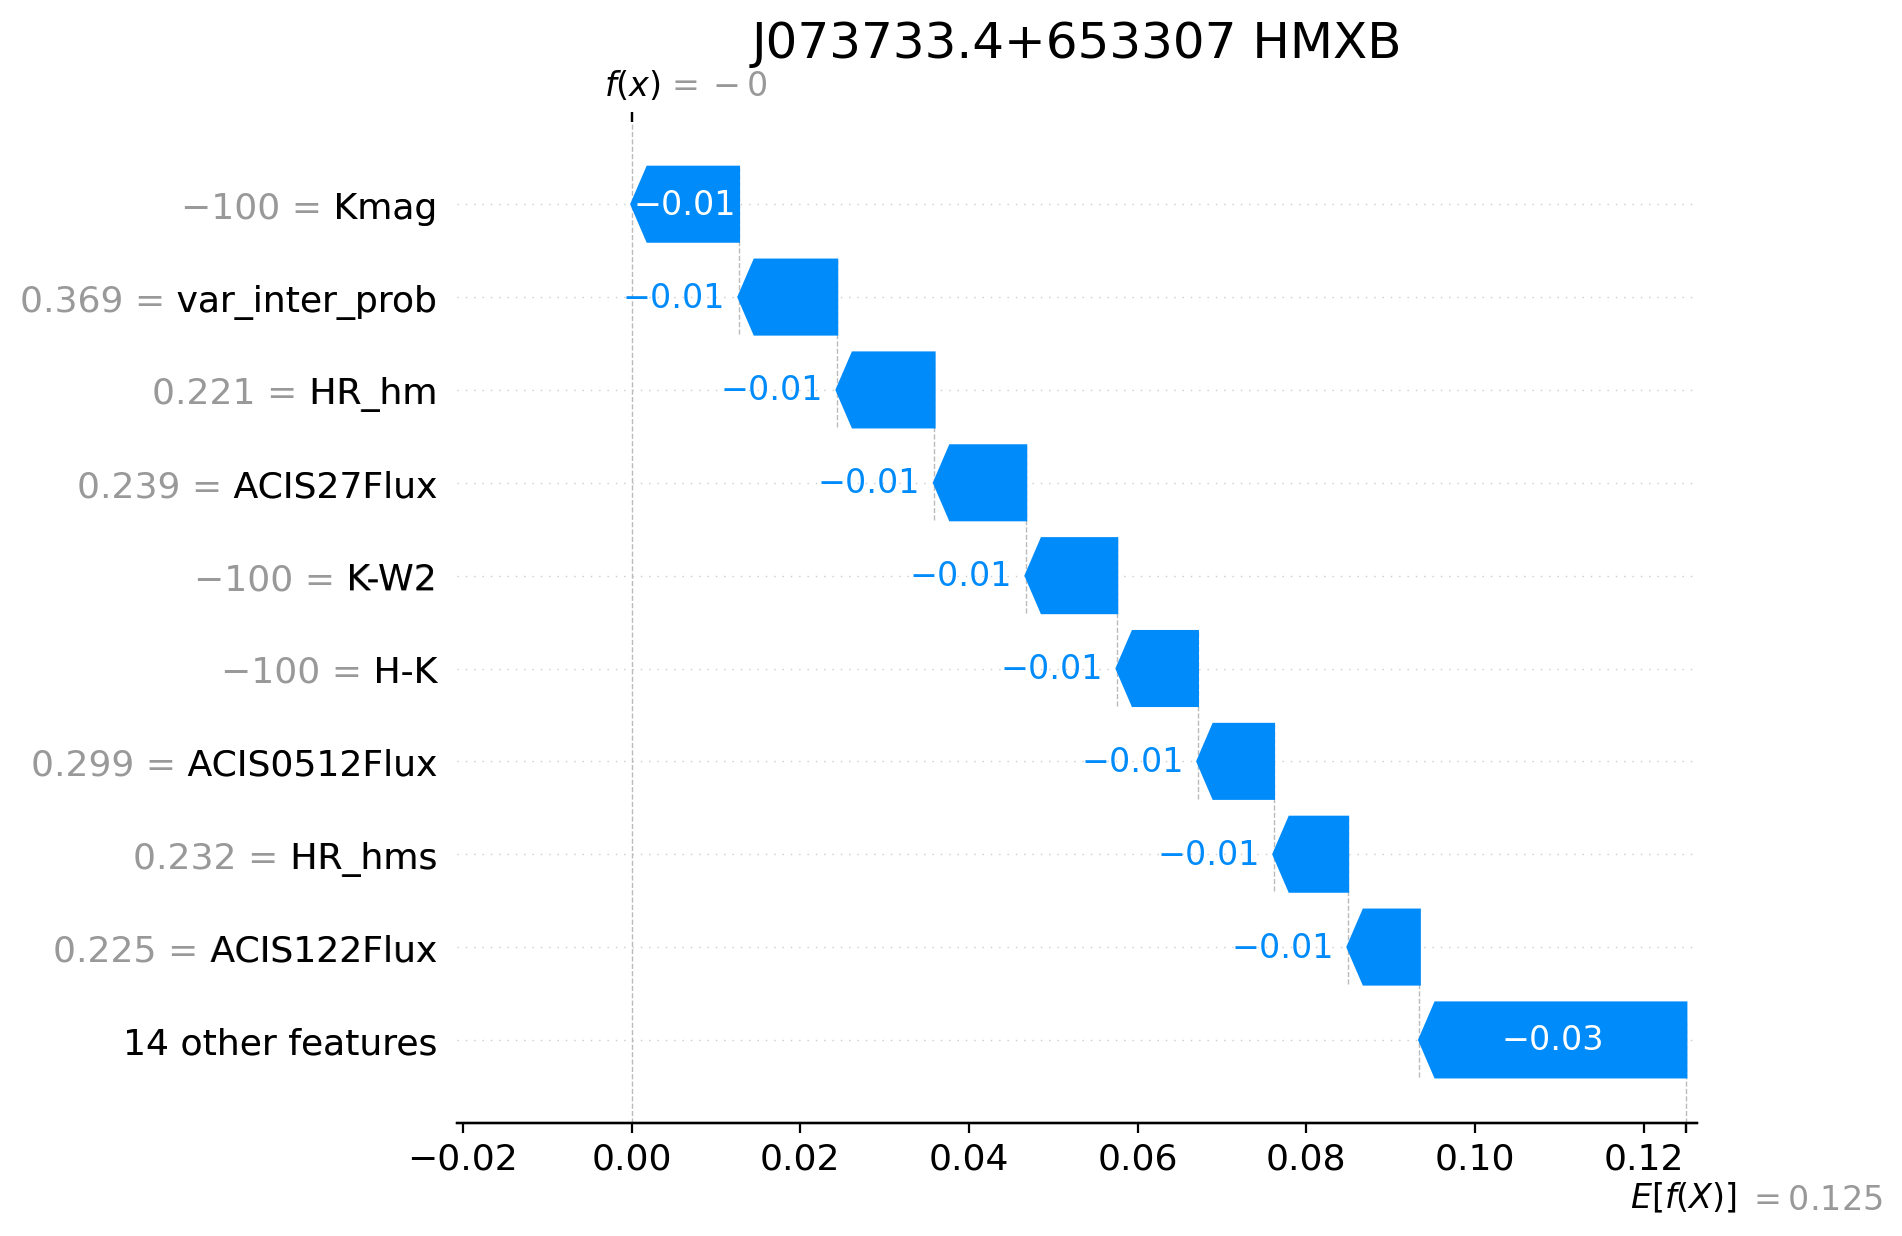 J073733.4+653307 HMXB
f(x) = −0
−100 = Kmag
−0.01
0.369 = var_inter_prob
−0.01
0.221 = HR_hm
−0.01
0.239 = ACIS27Flux
−0.01
−100 = K-W2
−0.01
−100 = H-K
−0.01
0.299 = ACIS0512Flux
−0.01
0.232 = HR_hms
−0.01
0.225 = ACIS122Flux
−0.01
14 other features
−0.03
−0.02 0.00 0.02 0.04 0.06 0.08 0.10 0.12
E[f(X)] = 0.125